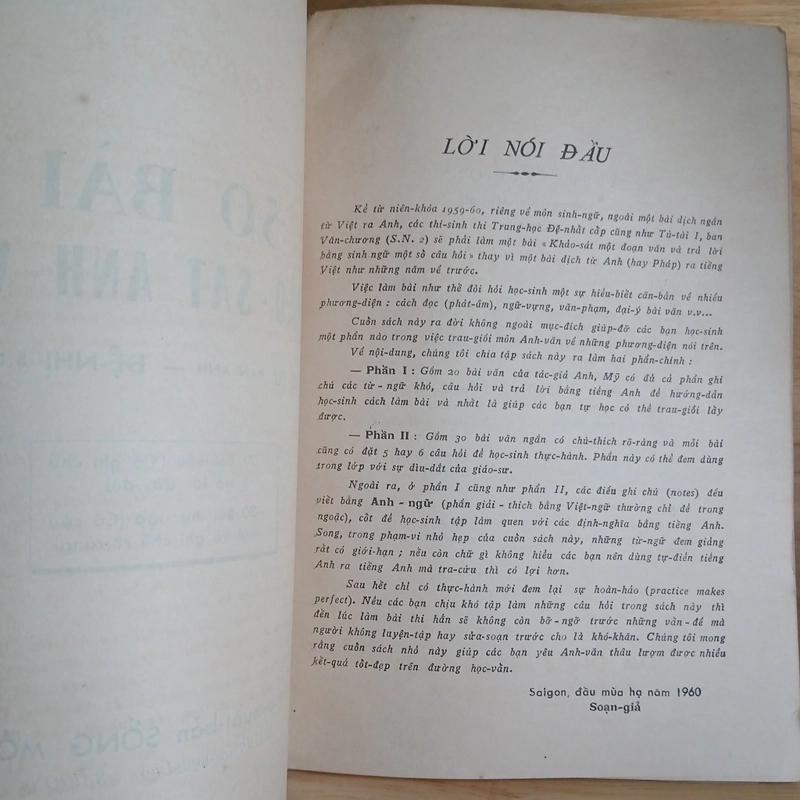 50 BÀI
SÁT ANH-
ĐỆ-NHỊ
SỐNG MỚ
LỜI NÓI ĐẦU
Kể từ niên-khóa 1959-60, riêng về môn sinh-ngữ, ngoài một bài dịch ngắn
từ Việt ra Anh, các thí-sinh thi Trung-học Đệ-nhất cấp cũng như Tú-tài I, ban
Văn-chương (S.N. 2) sẽ phải làm một bài « Khảo-sát một đoạn văn và trả lời
bằng sinh ngữ một số câu hỏi » thay vì một bài dịch từ Anh (hay Pháp) ra tiếng
Việt như những năm về trước.
Việc làm bài như thế đòi hỏi học-sinh một sự hiểu-biết căn-bản về nhiều
phương-diện : cách đọc (phát-âm), ngữ-vựng, văn-phạm, đại-ý bài văn v.v...
Cuốn sách này ra đời không ngoài mục-đích giúp-đỡ các bạn học-sinh
một phần nào trong việc trau-giồi môn Anh-văn về những phương-diện nói trên.
Về nội-dung, chúng tôi chia tập sách này ra làm hai phần-chính :
— Phần I : Gồm 20 bài văn của tác-giả Anh, Mỹ có đủ cả phần ghi
chú các từ-ngữ khó, câu hỏi và trả lời bằng tiếng Anh để hướng-dẫn
học-sinh cách làm bài và nhất là giúp các bạn tự học có thể trau-giồi lấy
được.
— Phần II : Gồm 30 bài văn ngắn có chú-thích rõ-ràng và mỗi bài
cũng có đặt 5 hay 6 câu hỏi để học-sinh thực-hành. Phần này có thể đem dùng
trong lớp với sự dìu-dắt của giáo-sư.
Ngoài ra, ở phần I cũng như phần II, các điều ghi chú (notes) đều
viết bằng Anh-ngữ (phần giải-thích bằng Việt-ngữ thường chỉ để trong
ngoặc), cốt để học-sinh tập làm quen với các định-nghĩa bằng tiếng Anh.
Song, trong phạm-vi nhỏ hẹp của cuốn sách này, những từ-ngữ đem giảng
rất có giới-hạn ; nếu còn chữ gì không hiểu các bạn nên dùng tự-điển tiếng
Anh ra tiếng Anh mà tra-cứu thì có lợi hơn.
Sau hết chỉ có thực-hành mới đem lại sự hoàn-hảo (practice makes
perfect). Nếu các bạn chịu khó tập làm những câu hỏi trong sách này thì
đến lúc làm bài thi hẳn sẽ không còn bỡ-ngỡ trước những vấn-đề mà
người không luyện-tập hay sửa-soạn trước cho là khó-khăn. Chúng tôi mong
rằng cuốn sách nhỏ này giúp các bạn yêu Anh-văn thâu lượm được nhiều
kết-quả tốt-đẹp trên đường học-vấn.
Saigon, đầu mùa hạ năm 1960
Soạn-giả